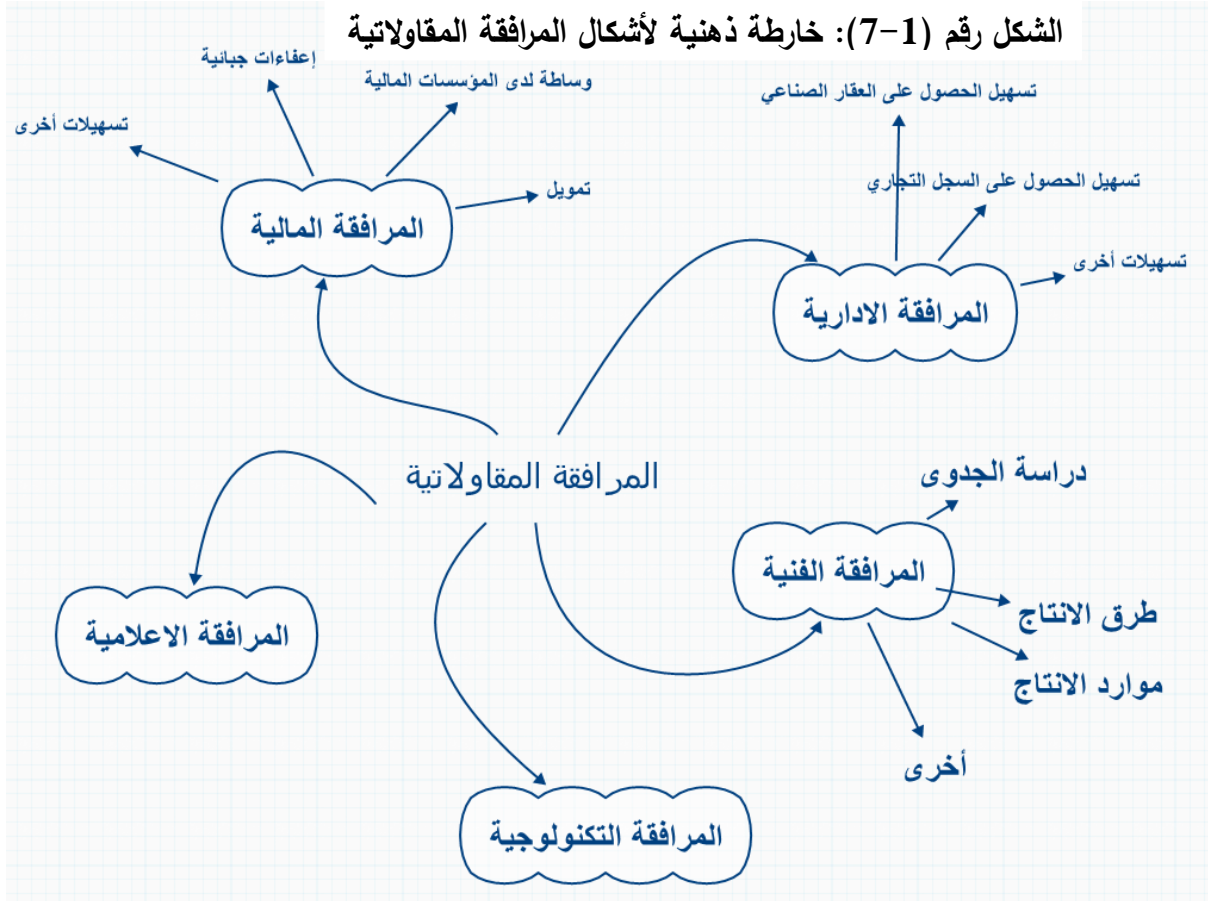 الشكل رقم (1-7): خارطة ذهنية لأشكال المرافقة المقاولاتية
إعفاءات جبائية
وساطة لدى المؤسسات المالية
تسهيلات أخرى
تمويل
المرافقة المالية
تسهيل الحصول على العقار الصناعي
تسهيل الحصول على السجل التجاري
تسهيلات أخرى
المرافقة الادارية
المرافقة المقاولاتية
دراسة الجدوى
المرافقة الفنية
طرق الانتاج
موارد الانتاج
أخرى
المرافقة الاعلامية
المرافقة التكنولوجية